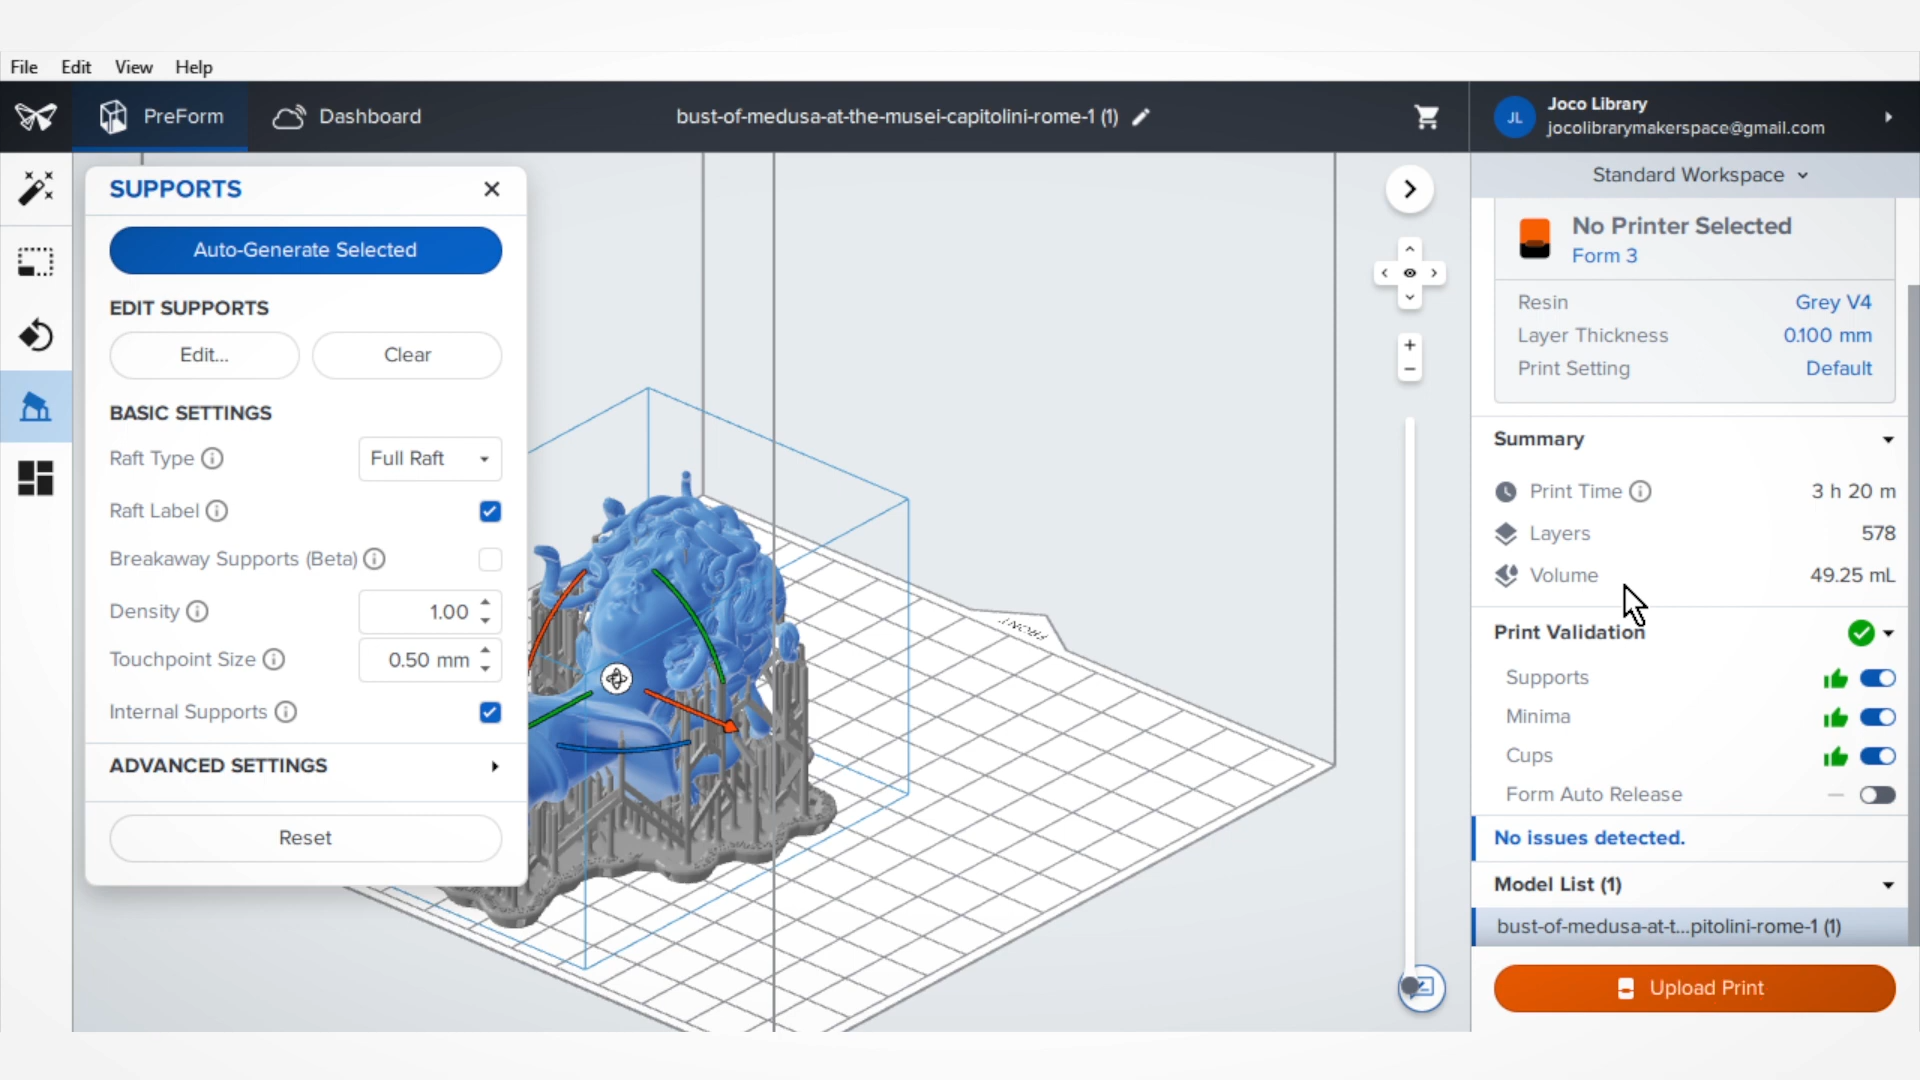 File Edit View Help
PreForm Dashboard bust-of-medusa-at-the-musei-capitolini-rome-1 (1)
JL Joco Library
jocolibrarymakerspace@gmail.com
SUPPORTS
Auto-Generate Selected
EDIT SUPPORTS
Edit... Clear
BASIC SETTINGS
Raft Type Full Raft
Raft Label
Breakaway Supports (Beta)
Density 1.00
Touchpoint Size 0.50 mm
Internal Supports
ADVANCED SETTINGS
Reset
FRONT
Standard Workspace
No Printer Selected
Form 3
Resin Grey V4
Layer Thickness 0.100 mm
Print Setting Default
Summary
Print Time 3 h 20 m
Layers 578
Volume 49.25 mL
Print Validation
Supports
Minima
Cups
Form Auto Release
No issues detected.
Model List (1)
bust-of-medusa-at-t...pitolini-rome-1 (1)
Upload Print